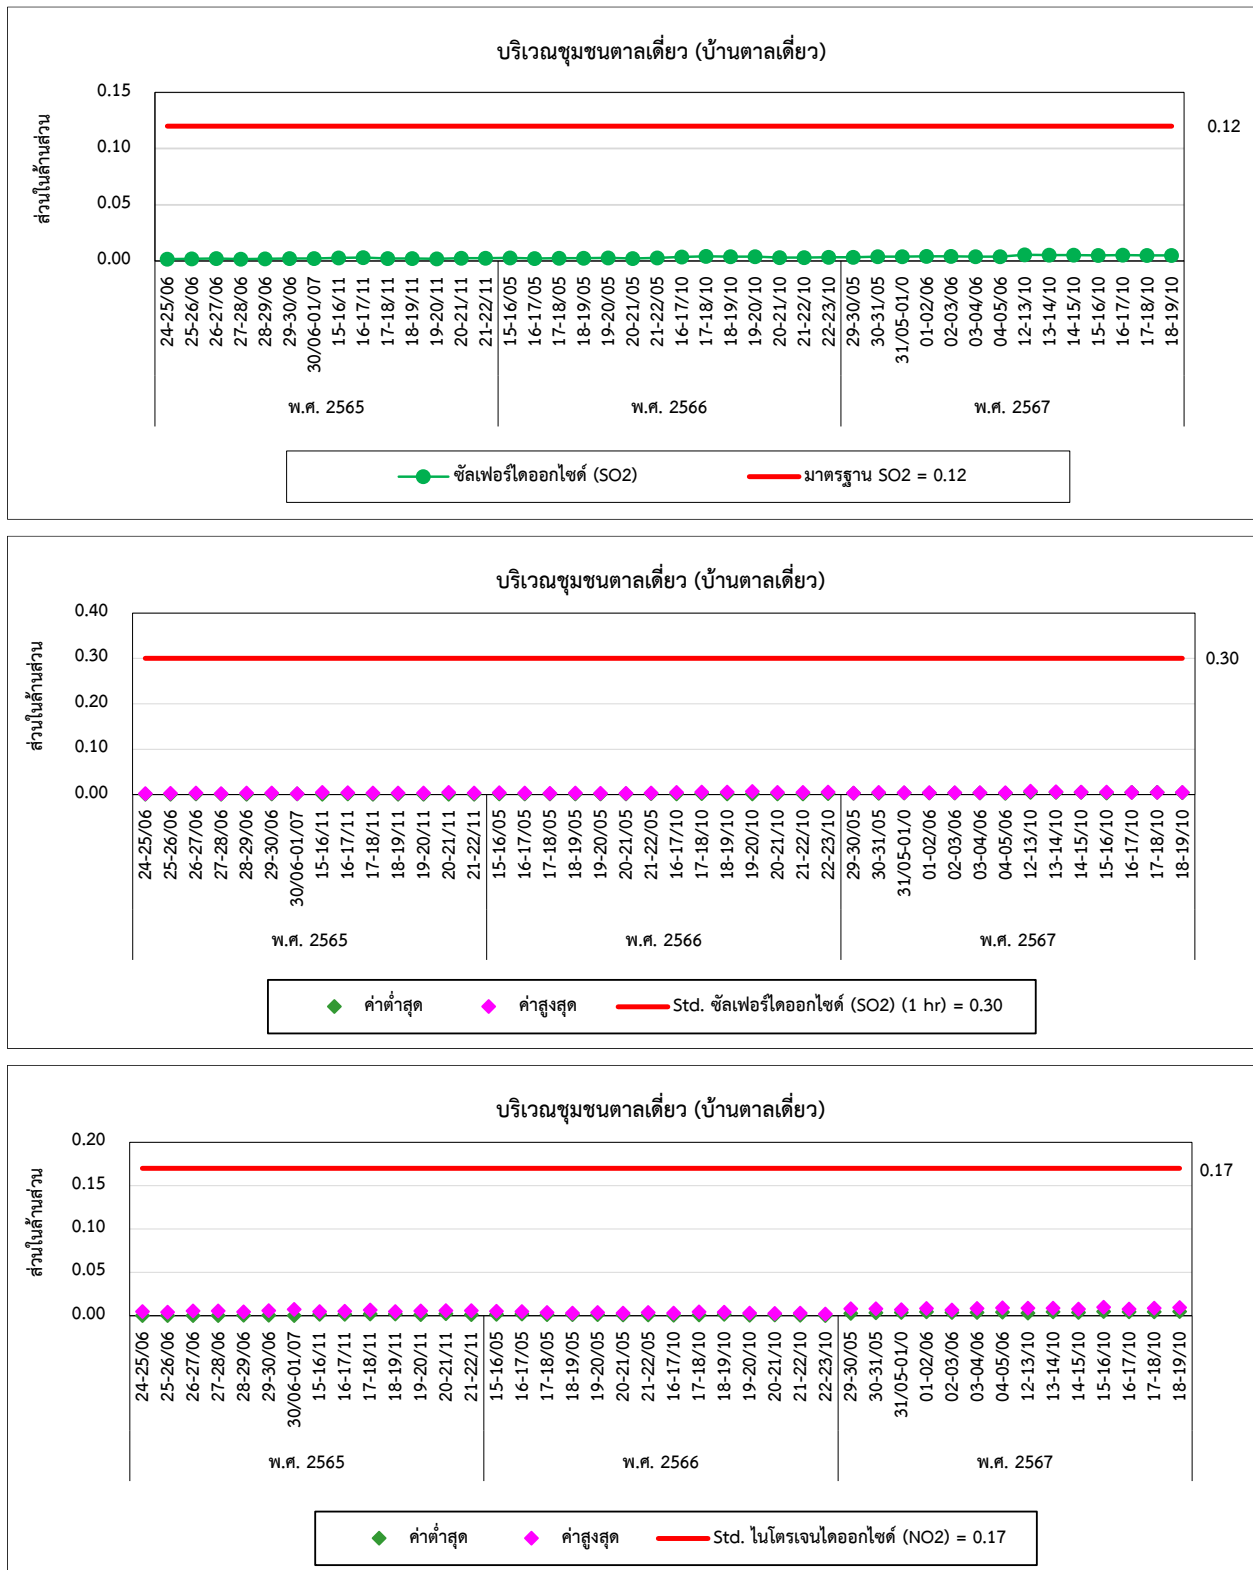 บริเวณชุมชนตาลเดี่ยว (บ้านตาลเดี่ยว)
ส่วนในล้านส่วน
0.15
0.12
0.10
0.05
0.00
24-25/06 25-26/06 26-27/06 27-28/06 28-29/06 29-30/06 30/06-01/07 15-16/11 16-17/11 17-18/11 18-19/11 19-20/11 20-21/11 21-22/11 15-16/05 16-17/05 17-18/05 18-19/05 19-20/05 20-21/05 21-22/05 16-17/10 17-18/10 18-19/10 19-20/10 20-21/10 21-22/10 22-23/10 29-30/05 30-31/05 31/05-01/0 01-02/06 02-03/06 03-04/06 04-05/06 12-13/10 13-14/10 14-15/10 15-16/10 16-17/10 17-18/10 18-19/10
พ.ศ. 2565 พ.ศ. 2566 พ.ศ. 2567
ซัลเฟอร์ไดออกไซด์ (SO2) มาตรฐาน SO2 = 0.12
บริเวณชุมชนตาลเดี่ยว (บ้านตาลเดี่ยว)
ส่วนในล้านส่วน
0.40
0.30 0.30
0.20
0.10
0.00
24-25/06 25-26/06 26-27/06 27-28/06 28-29/06 29-30/06 30/06-01/07 15-16/11 16-17/11 17-18/11 18-19/11 19-20/11 20-21/11 21-22/11 15-16/05 16-17/05 17-18/05 18-19/05 19-20/05 20-21/05 21-22/05 16-17/10 17-18/10 18-19/10 19-20/10 20-21/10 21-22/10 22-23/10 29-30/05 30-31/05 31/05-01/0 01-02/06 02-03/06 03-04/06 04-05/06 12-13/10 13-14/10 14-15/10 15-16/10 16-17/10 17-18/10 18-19/10
พ.ศ. 2565 พ.ศ. 2566 พ.ศ. 2567
ค่าต่ำสุด ค่าสูงสุด Std. ซัลเฟอร์ไดออกไซด์ (SO2) (1 hr) = 0.30
บริเวณชุมชนตาลเดี่ยว (บ้านตาลเดี่ยว)
ส่วนในล้านส่วน
0.20
0.17
0.15
0.10
0.05
0.00
24-25/06 25-26/06 26-27/06 27-28/06 28-29/06 29-30/06 30/06-01/07 15-16/11 16-17/11 17-18/11 18-19/11 19-20/11 20-21/11 21-22/11 15-16/05 16-17/05 17-18/05 18-19/05 19-20/05 20-21/05 21-22/05 16-17/10 17-18/10 18-19/10 19-20/10 20-21/10 21-22/10 22-23/10 29-30/05 30-31/05 31/05-01/0 01-02/06 02-03/06 03-04/06 04-05/06 12-13/10 13-14/10 14-15/10 15-16/10 16-17/10 17-18/10 18-19/10
พ.ศ. 2565 พ.ศ. 2566 พ.ศ. 2567
ค่าต่ำสุด ค่าสูงสุด Std. ไนโตรเจนไดออกไซด์ (NO2) = 0.17